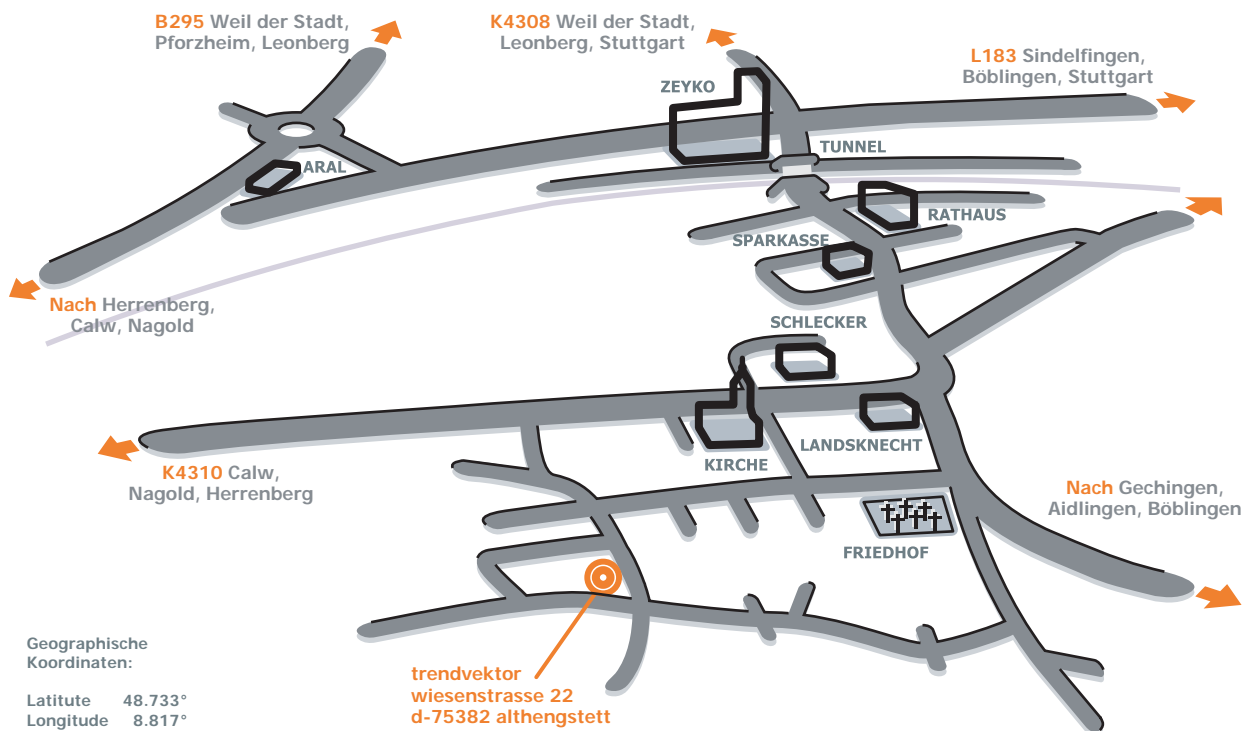 B295 Weil der Stadt,
Pforzheim, Leonberg
K4308 Weil der Stadt,
Leonberg, Stuttgart
L183 Sindelfingen,
Böblingen, Stuttgart
ZEYKO
TUNNEL
ARAL
RATHAUS
SPARKASSE
Nach Herrenberg,
Calw, Nagold
SCHLECKER
LANDSKNECHT
KIRCHE
K4310 Calw,
Nagold, Herrenberg
Nach Gechingen,
Aidlingen, Böblingen
FRIEDHOF
Geographische
Koordinaten:
Latitute 48.733°
Longitude 8.817°
trendvektor
wiesenstrasse 22
d-75382 althengstett